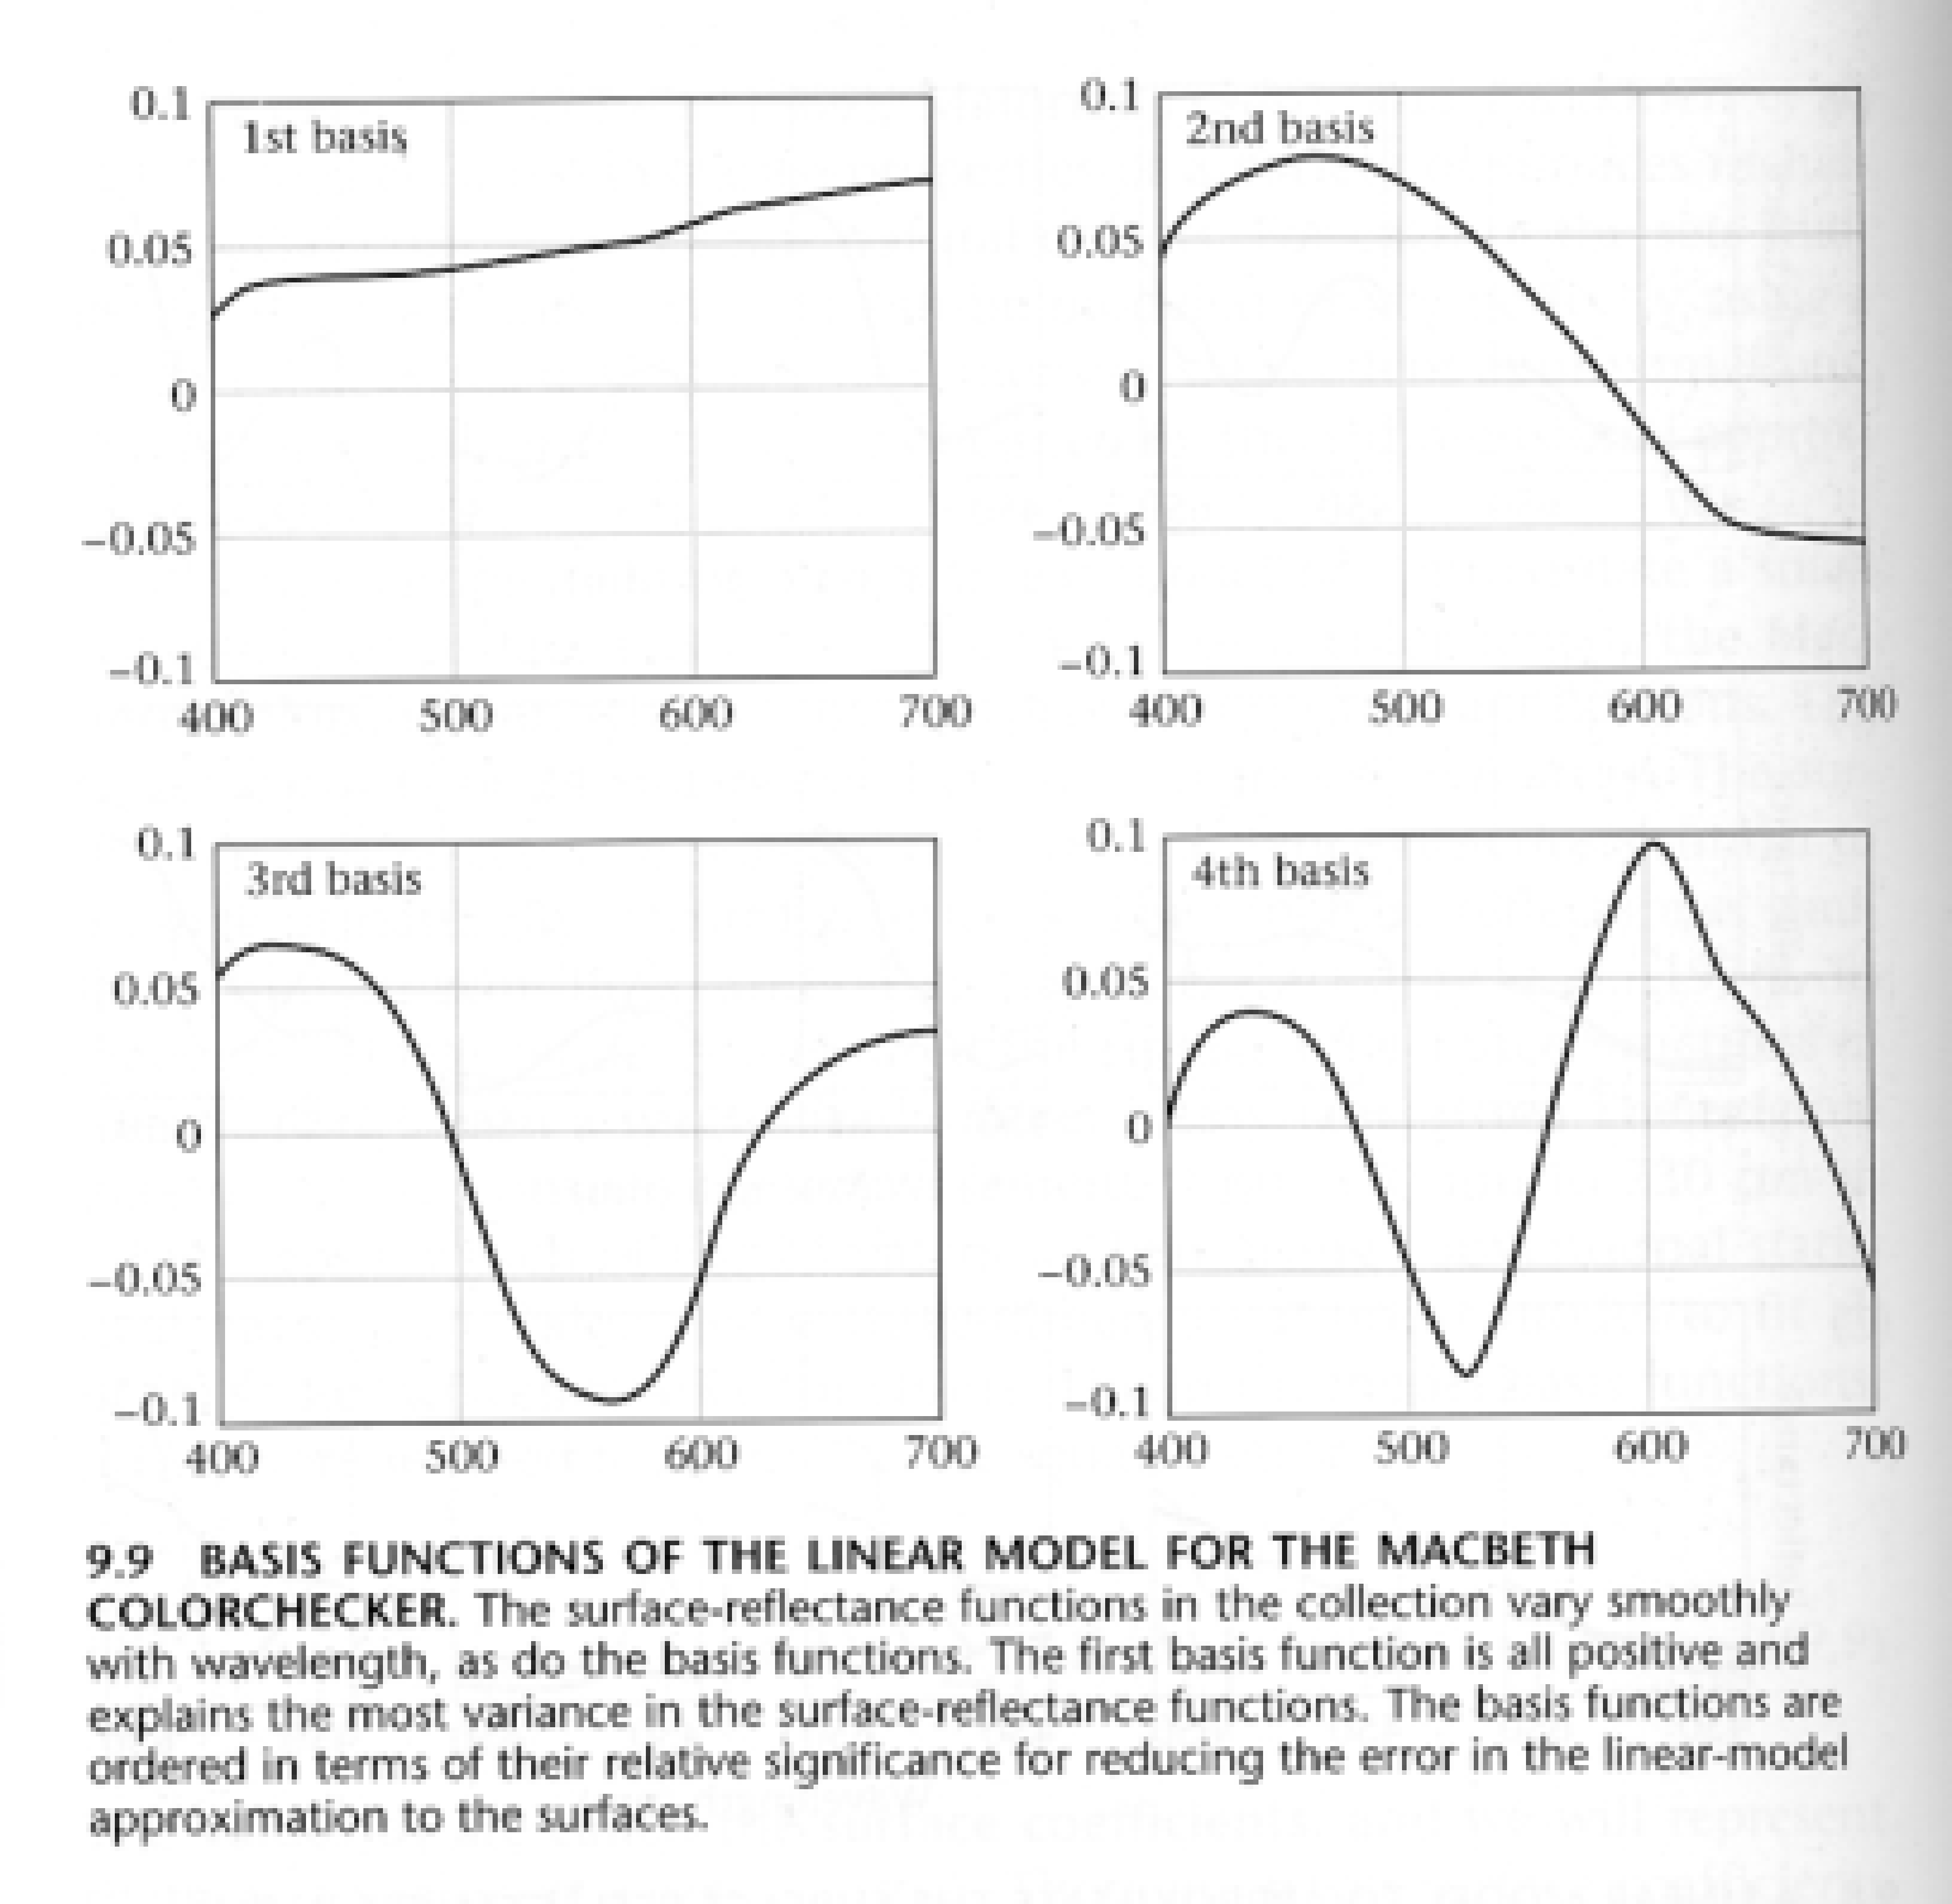 0.1
1st basis
0.05
0
−0.05
−0.1
400 500 600 700
0.1
2nd basis
0.05
0
−0.05
−0.1
400 500 600 700
0.1
3rd basis
0.05
0
−0.05
−0.1
400 500 600 700
0.1
4th basis
0.05
0
−0.05
−0.1
400 500 600 700
9.9 BASIS FUNCTIONS OF THE LINEAR MODEL FOR THE MACBETH
COLORCHECKER. The surface-reflectance functions in the collection vary smoothly
with wavelength, as do the basis functions. The first basis function is all positive and
explains the most variance in the surface-reflectance functions. The basis functions are
ordered in terms of their relative significance for reducing the error in the linear-model
approximation to the surfaces.